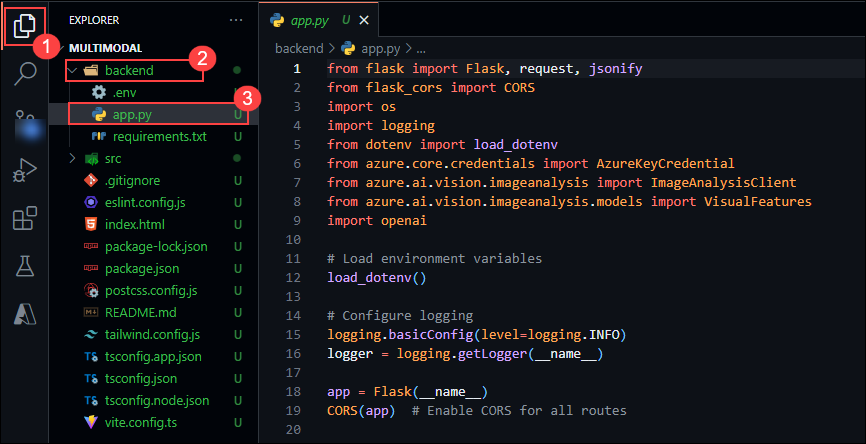 EXPLORER
...
MULTIMODAL
backend
.env
app.py U
requirements.txt U
src
.gitignore U
eslint.config.js U
index.html U
package-lock.json U
package.json U
postcss.config.js U
README.md U
tailwind.config.js U
tsconfig.app.json U
tsconfig.json U
tsconfig.node.json U
vite.config.ts U
1
2
3
app.py U ×
backend > app.py > ...
1 from flask import Flask, request, jsonify
2 from flask_cors import CORS
3 import os
4 import logging
5 from dotenv import load_dotenv
6 from azure.core.credentials import AzureKeyCredential
7 from azure.ai.vision.imageanalysis import ImageAnalysisClient
8 from azure.ai.vision.imageanalysis.models import VisualFeatures
9 import openai
10
11 # Load environment variables
12 load_dotenv()
13
14 # Configure logging
15 logging.basicConfig(level=logging.INFO)
16 logger = logging.getLogger(__name__)
17
18 app = Flask(__name__)
19 CORS(app)  # Enable CORS for all routes
20